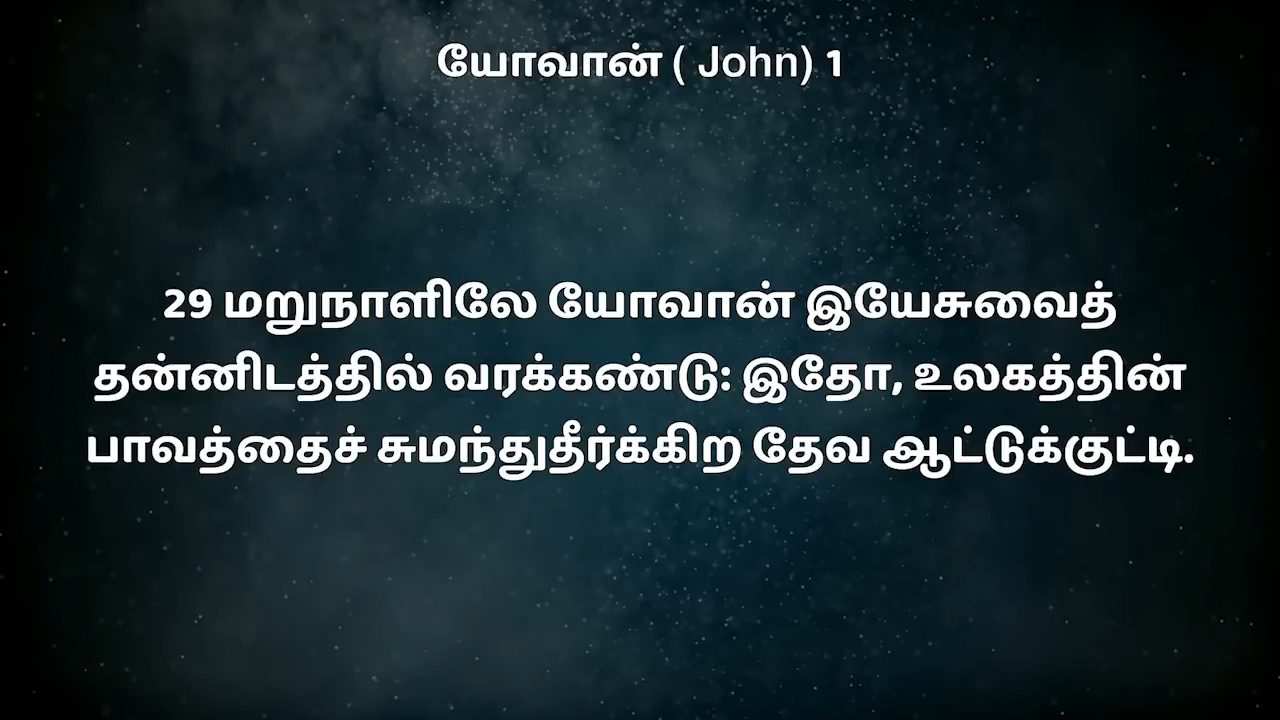 யோவான் ( John) 1
29 மறுநாளிலே யோவான் இயேசுவைத்
தன்னிடத்தில் வரக்கண்டு: இதோ, உலகத்தின்
பாவத்தைச் சுமந்துதீர்க்கிற தேவ ஆட்டுக்குட்டி.